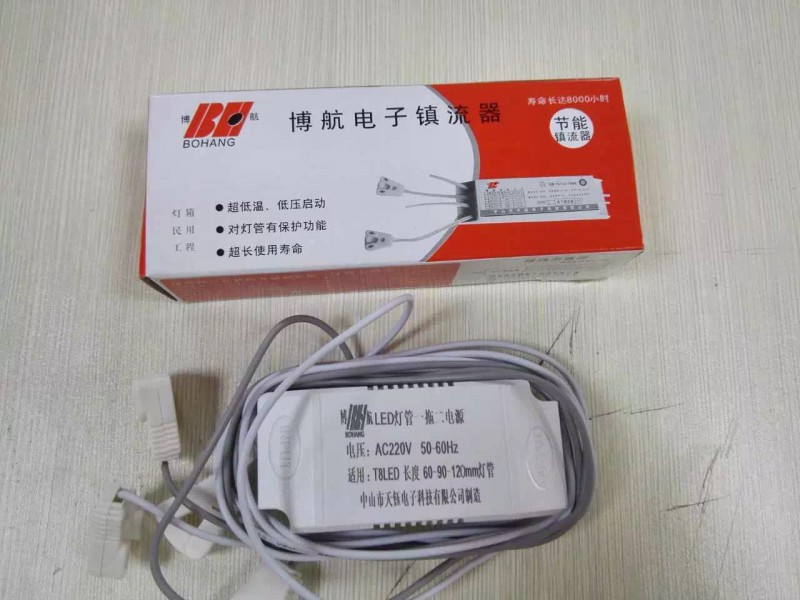 博 航
BOHANG
博航电子镇流器
寿命长达8000小时
节能
镇流器
灯箱
民用
工程
● 超低温、低压启动
● 对灯管有保护功能
● 超长使用寿命
博 航 LED灯管一拖二电源
BOHANG
电压：AC220V 50-60Hz
适用：T8LED 长度 60-90-120mm灯管
中山市天钰电子科技有限公司制造